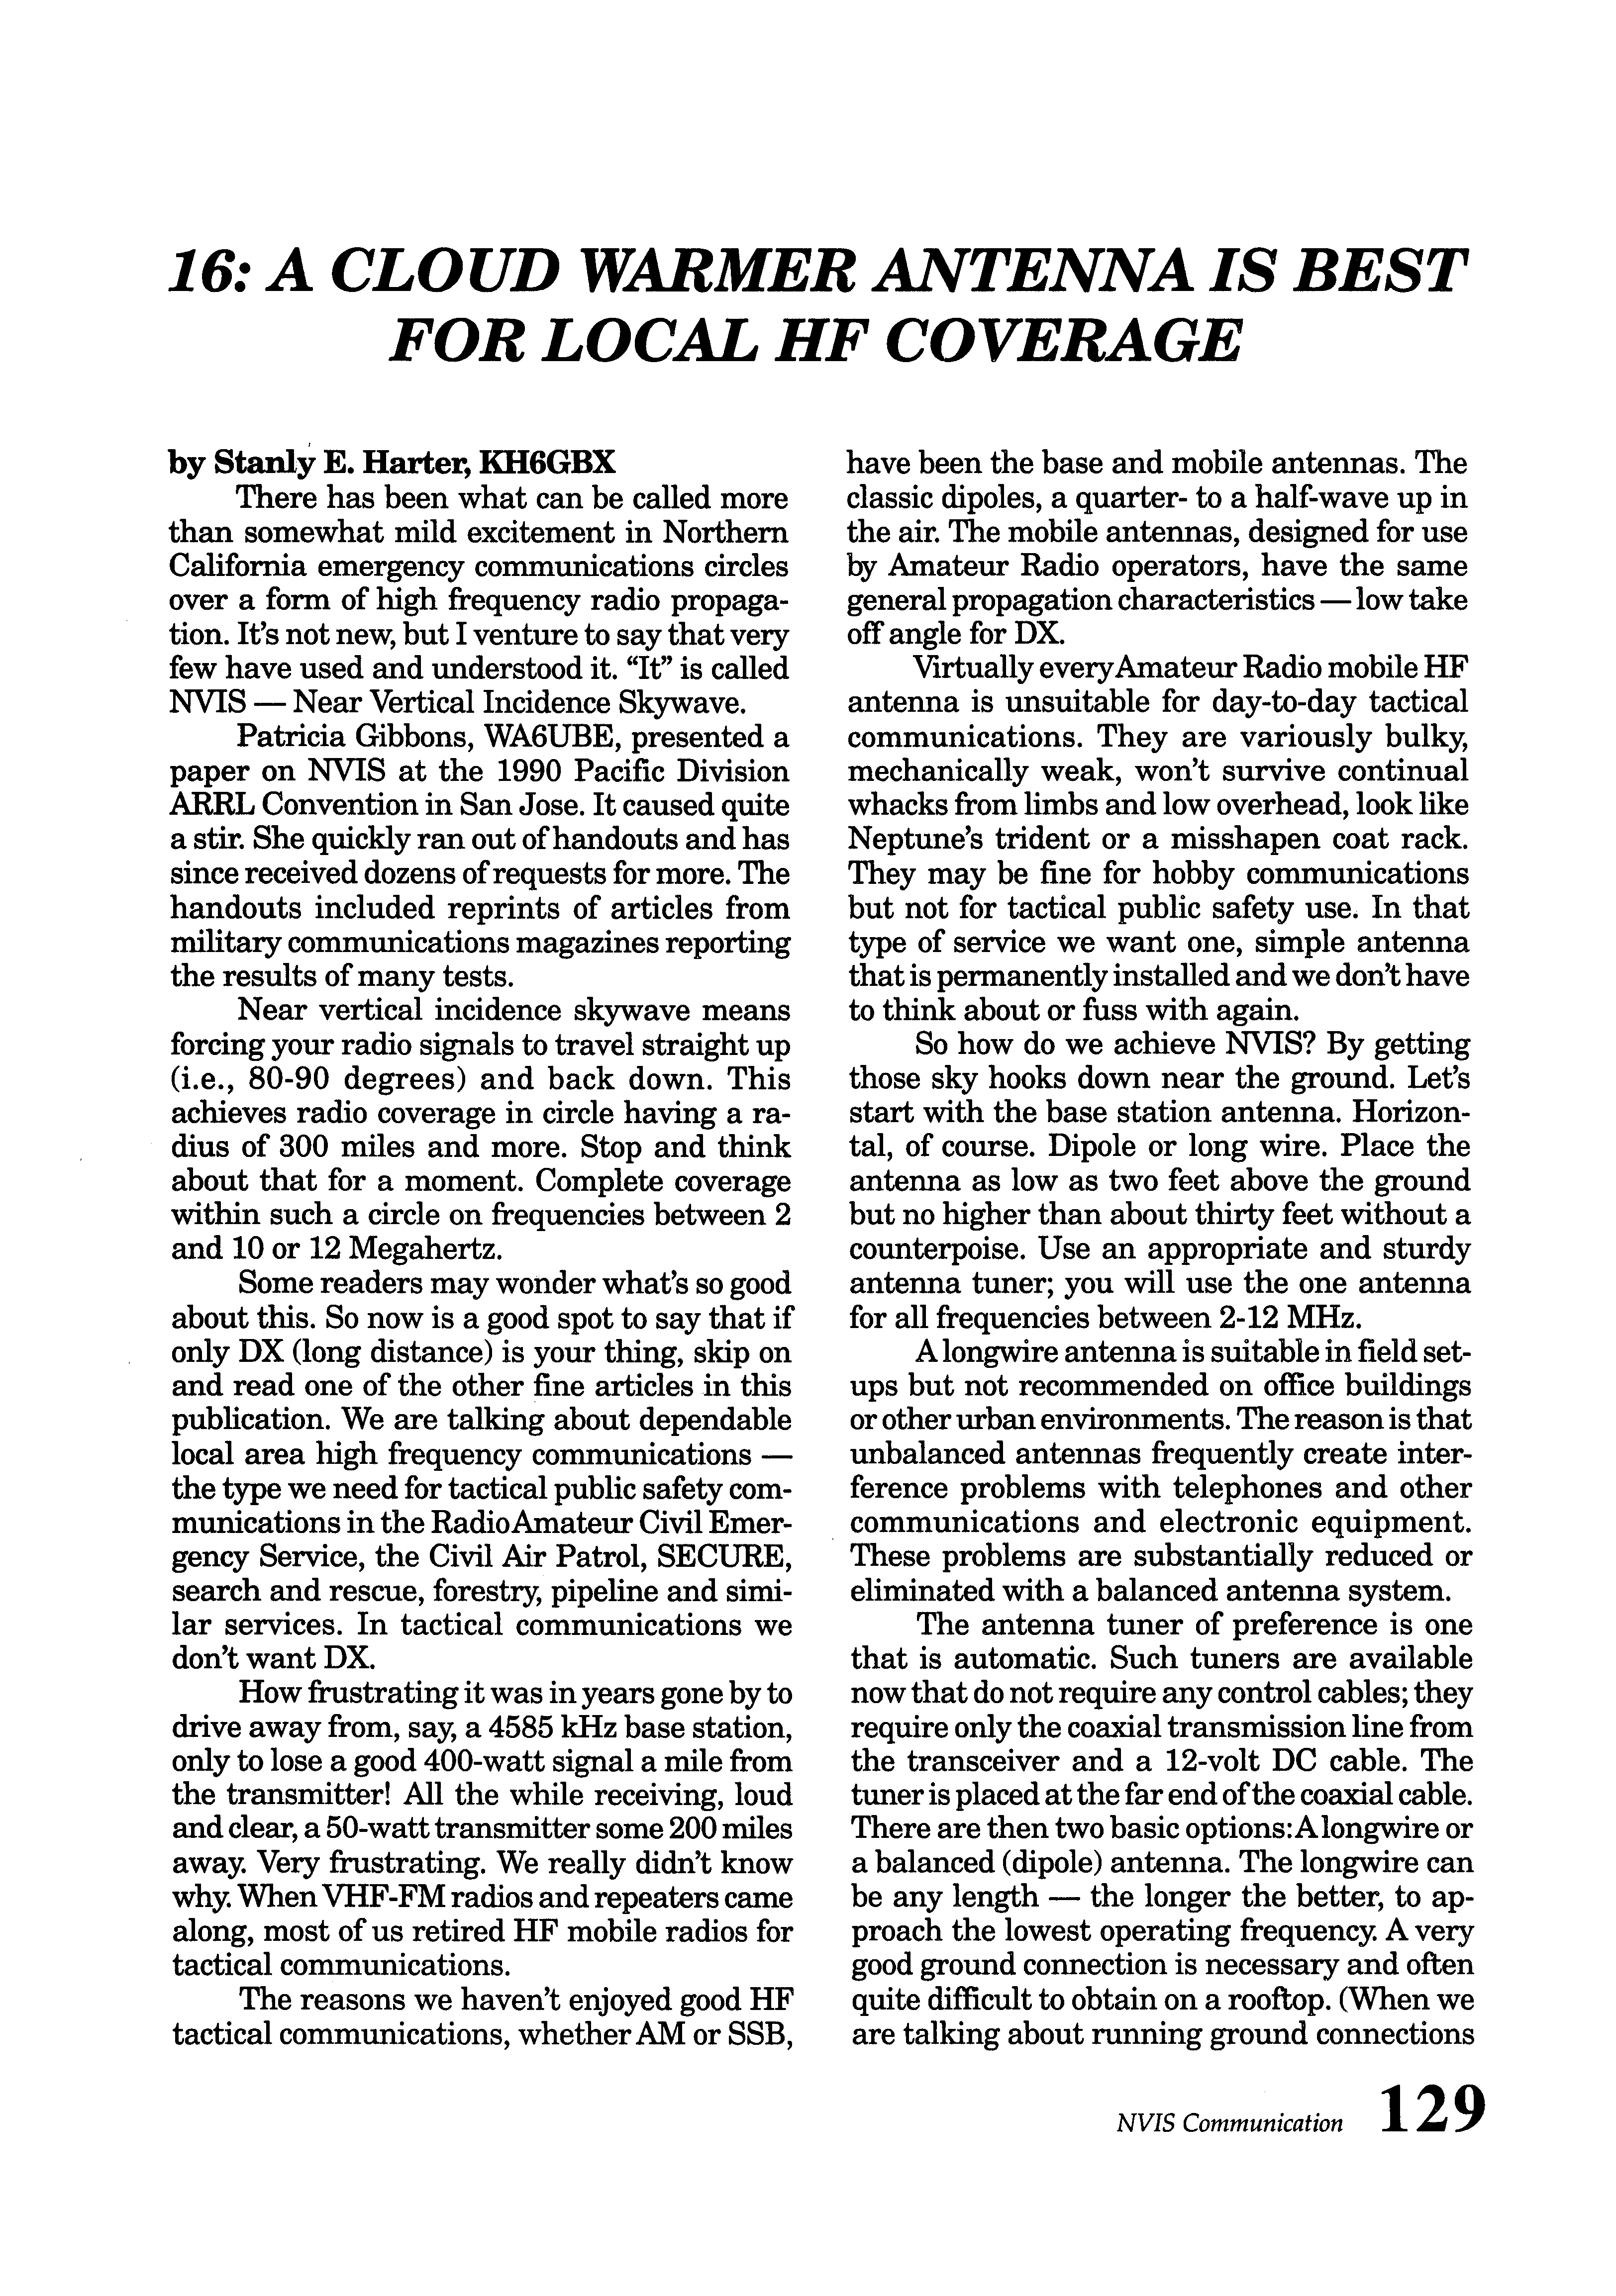 16: A CLOUD WARMER ANTENNA IS BEST
FOR LOCAL HF COVERAGE
by Stanly E. Harter, KH6GBX
There has been what can be called more
than somewhat mild excitement in Northern
California emergency communications circles
over a form of high frequency radio propaga-
tion. It's not new, but I venture to say that very
few have used and understood it. “It” is called
NVIS — Near Vertical Incidence Skywave.
Patricia Gibbons, WA6UBE, presented a
paper on NVIS at the 1990 Pacific Division
ARRL Convention in San Jose. It caused quite
a stir. She quickly ran out of handouts and has
since received dozens of requests for more. The
handouts included reprints of articles from
military communications magazines reporting
the results of many tests.
Near vertical incidence skywave means
forcing your radio signals to travel straight up
(i.e., 80-90 degrees) and back down. This
achieves radio coverage in circle having a ra-
dius of 300 miles and more. Stop and think
about that for a moment. Complete coverage
within such a circle on frequencies between 2
and 10 or 12 Megahertz.
Some readers may wonder what's so good
about this. So now is a good spot to say that if
only DX (long distance) is your thing, skip on
and read one of the other fine articles in this
publication. We are talking about dependable
local area high frequency communications —
the type we need for tactical public safety com-
munications in the Radio Amateur Civil Emer-
gency Service, the Civil Air Patrol, SECURE,
search and rescue, forestry, pipeline and simi-
lar services. In tactical communications we
don't want DX.
How frustrating it was in years gone by to
drive away from, say, a 4585 kHz base station,
only to lose a good 400-watt signal a mile from
the transmitter! All the while receiving, loud
and clear, a 50-watt transmitter some 200 miles
away. Very frustrating. We really didn't know
why. When VHF-FM radios and repeaters came
along, most of us retired HF mobile radios for
tactical communications.
The reasons we haven't enjoyed good HF
tactical communications, whether AM or SSB,
have been the base and mobile antennas. The
classic dipoles, a quarter- to a half-wave up in
the air. The mobile antennas, designed for use
by Amateur Radio operators, have the same
general propagation characteristics — low take
off angle for DX.
Virtually every Amateur Radio mobile HF
antenna is unsuitable for day-to-day tactical
communications. They are variously bulky,
mechanically weak, won't survive continual
whacks from limbs and low overhead, look like
Neptune's trident or a misshapen coat rack.
They may be fine for hobby communications
but not for tactical public safety use. In that
type of service we want one, simple antenna
that is permanently installed and we don't have
to think about or fuss with again.
So how do we achieve NVIS? By getting
those sky hooks down near the ground. Let's
start with the base station antenna. Horizon-
tal, of course. Dipole or long wire. Place the
antenna as low as two feet above the ground
but no higher than about thirty feet without a
counterpoise. Use an appropriate and sturdy
antenna tuner; you will use the one antenna
for all frequencies between 2-12 MHz.
A longwire antenna is suitable in field set-
ups but not recommended on office buildings
or other urban environments. The reason is that
unbalanced antennas frequently create inter-
ference problems with telephones and other
communications and electronic equipment.
These problems are substantially reduced or
eliminated with a balanced antenna system.
The antenna tuner of preference is one
that is automatic. Such tuners are available
now that do not require any control cables; they
require only the coaxial transmission line from
the transceiver and a 12-volt DC cable. The
tuner is placed at the far end of the coaxial cable.
There are then two basic options: A longwire or
a balanced (dipole) antenna. The longwire can
be any length — the longer the better, to ap-
proach the lowest operating frequency. A very
good ground connection is necessary and often
quite difficult to obtain on a rooftop. (When we
are talking about running ground connections
NVIS Communication 129